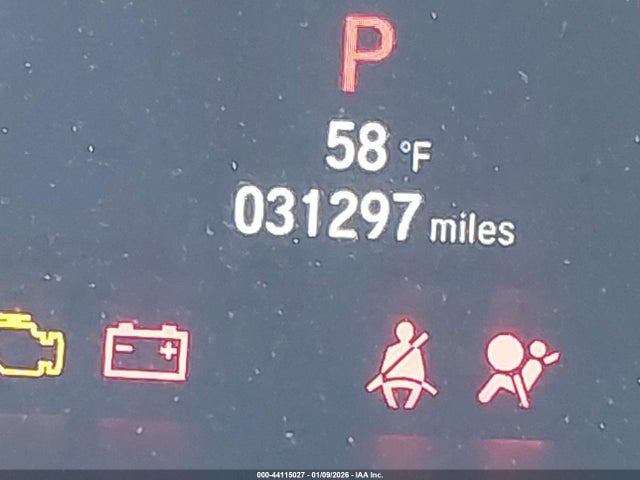 P
58 °F
031297 miles
000-44115027 - 01/09/2026 - IAA Inc.